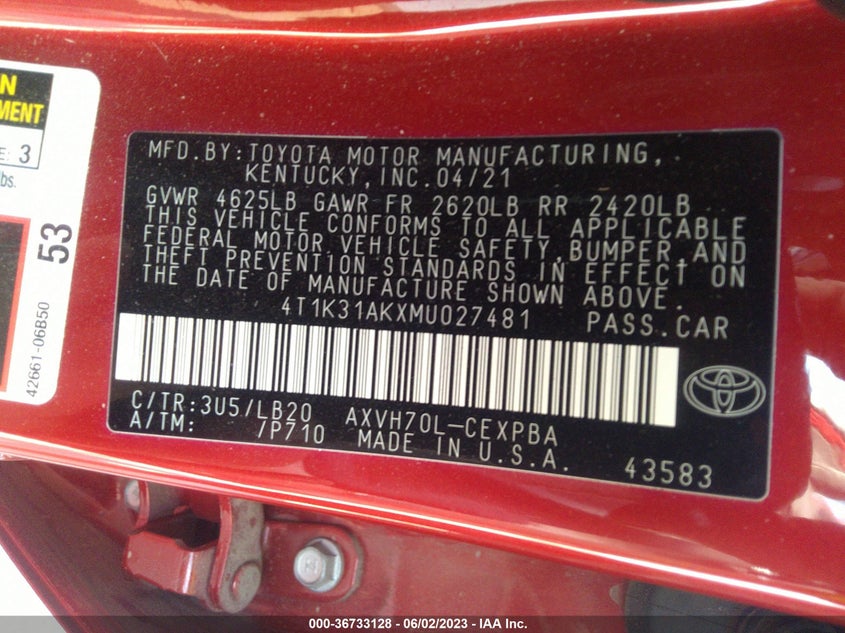 N
MENT
E: 3
lbs.
53
42661-06B50
MFD.BY:TOYOTA MOTOR MANUFACTURING,
KENTUCKY,INC.04/21
GVWR 4625LB GAWR FR 2620LB RR 2420LB
THIS VEHICLE CONFORMS TO ALL APPLICABLE
FEDERAL MOTOR VEHICLE SAFETY,BUMPER,AND
THEFT PREVENTION STANDARDS IN EFFECT ON
THE DATE OF MANUFACTURE SHOWN ABOVE.
4T1K31AKXMU027481 PASS.CAR
C/TR:3U5/LB20 AXVH70L-CEXPBA
A/TM: /P710 MADE IN U.S.A.
43583
000-36733128 - 06/02/2023 - IAA Inc.